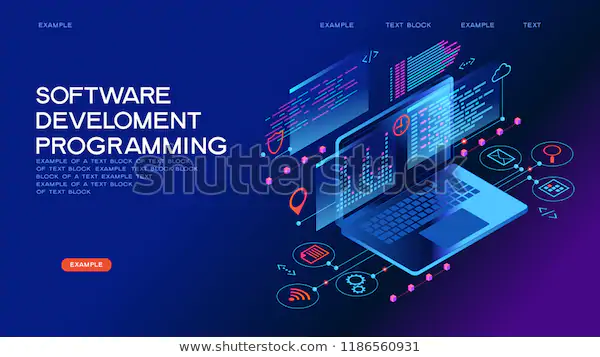 EXAMPLE
EXAMPLE
TEXT BLOCK
EXAMPLE
TEXT
SOFTWARE
DEVELOMENT
PROGRAMMING
EXAMPLE OF A TEXT BLOCK OF TEXT BLOCK
OF TEXT BLOCK EXAMPLE TEXT BLOCK BLOCK
BLOCK OF A TEXT EXAMPLE TEXT
EXAMPLE OF A TEXT BLOCK
OF TEXT BLOCK
EXAMPLE
shutterstock
shutterstock.com • 1186560931